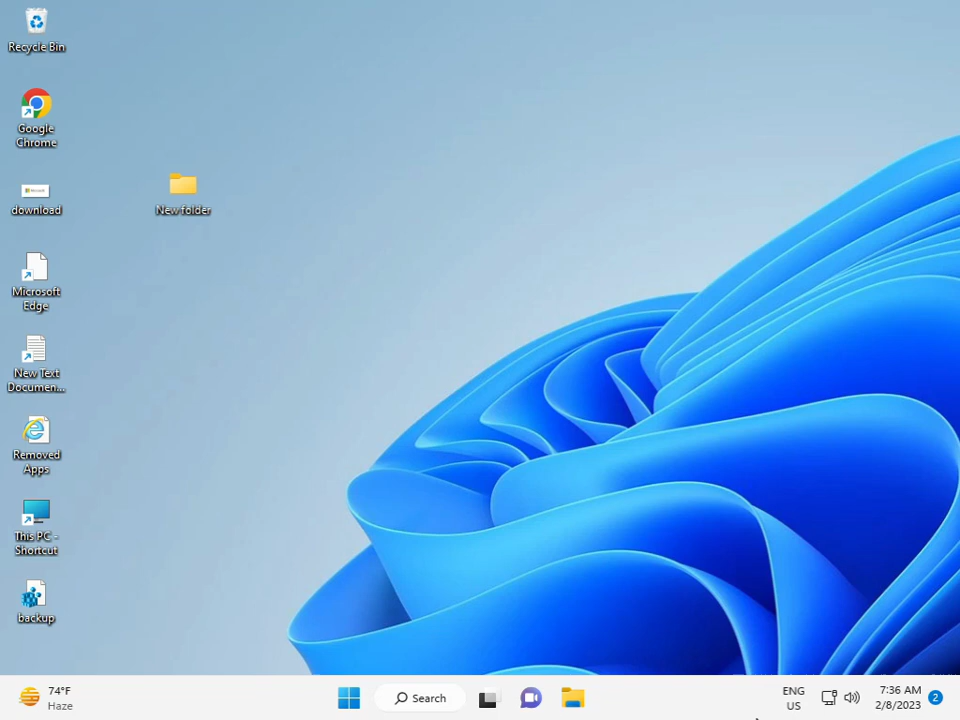 Recycle Bin
Google
Chrome
download
New folder
Microsoft
Edge
New Text
Documen...
Removed
Apps
This PC -
Shortcut
backup
74°F
Haze
Search
ENG
US
7:36 AM
2/8/2023
2